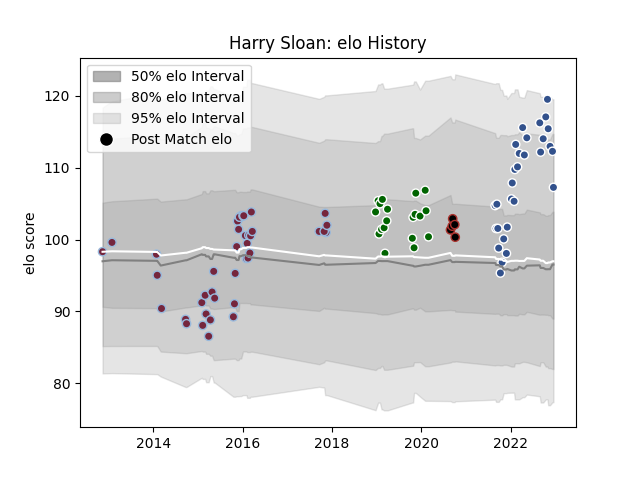 Harry Sloan: elo History
50% elo Interval
80% elo Interval
95% elo Interval
Post Match elo
elo score
120
110
100
90
80
2014 2016 2018 2020 2022